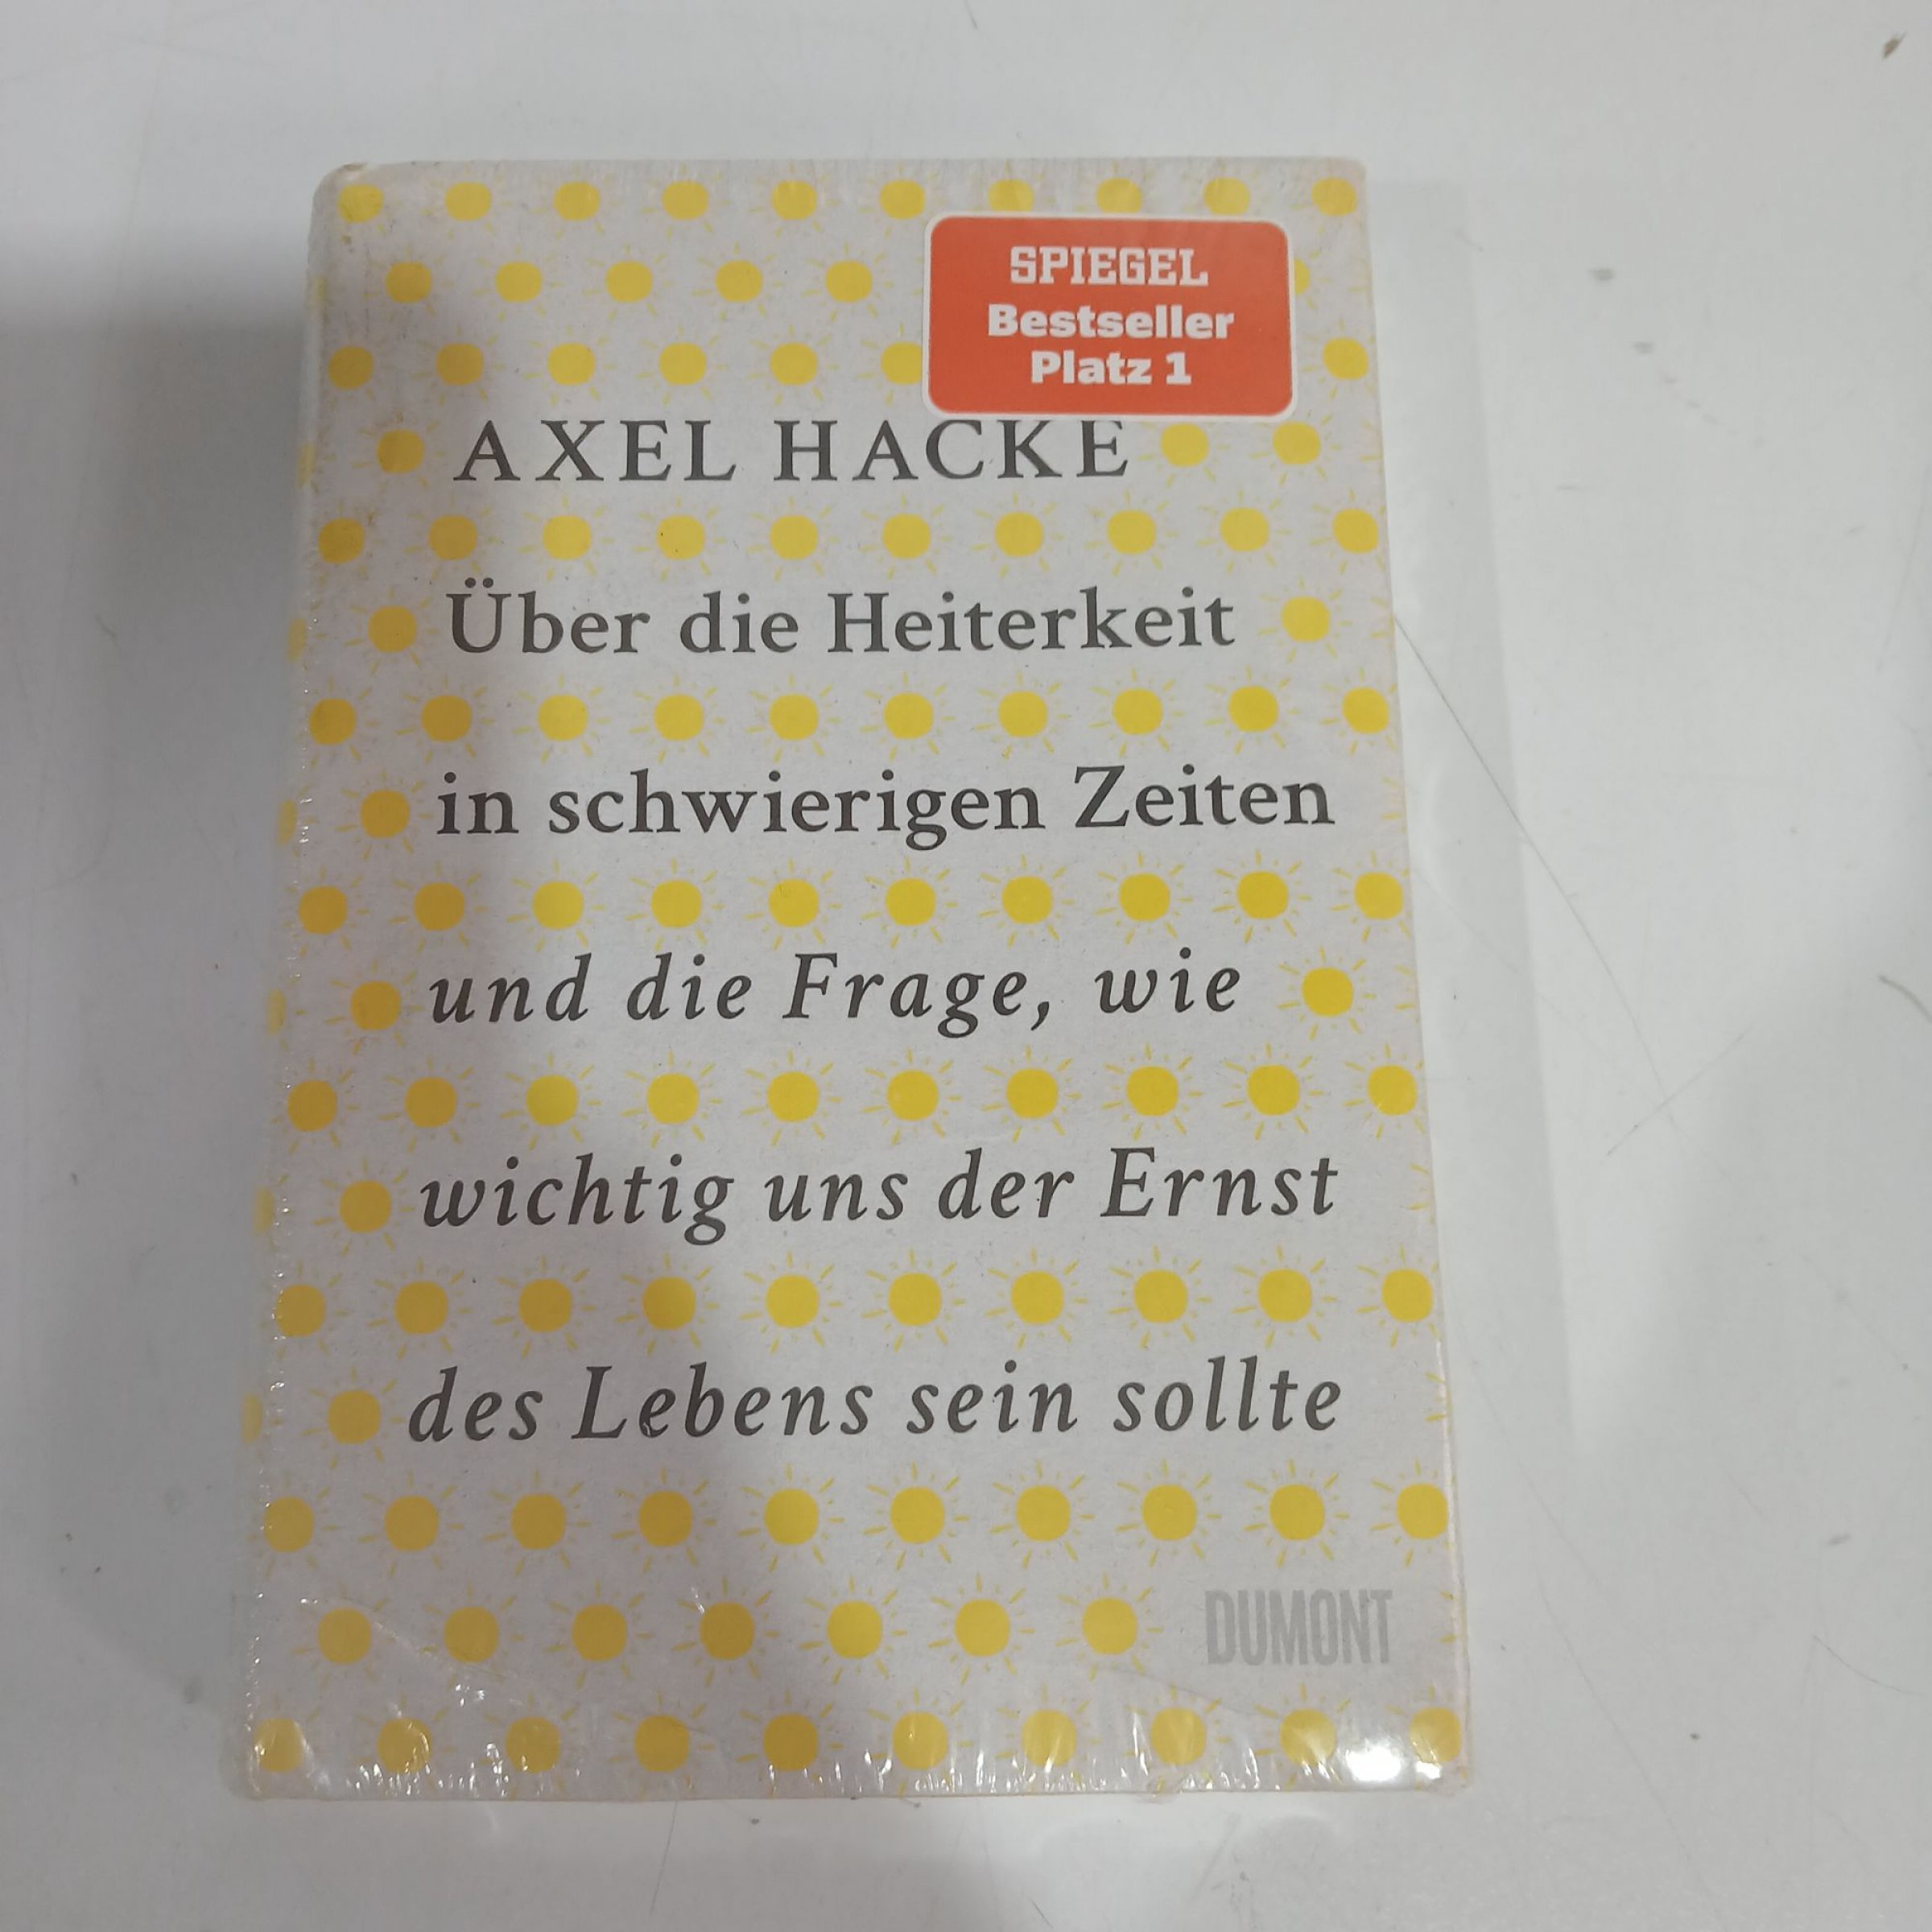 SPIEGEL
Bestseller
Platz 1
AXEL HACKE
Über die Heiterkeit
in schwierigen Zeiten
und die Frage, wie
wichtig uns der Ernst
des Lebens sein sollte
DUMONT